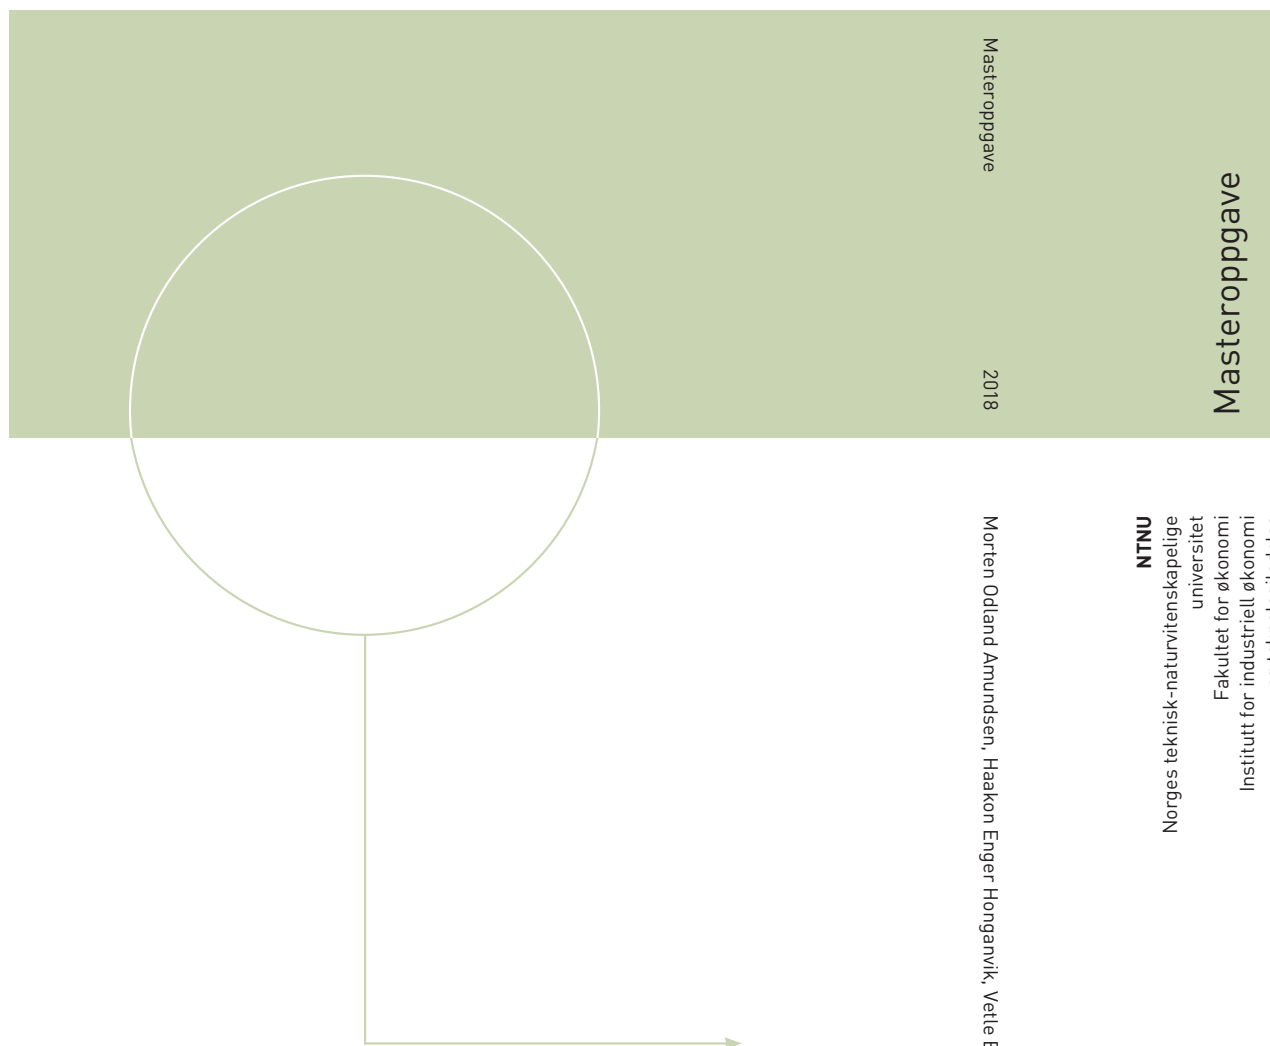 Masteroppgave
2018
Morten Odland Amundsen, Haakon Enger Honganvik, Vetle
Masteroppgave
NTNU
Norges teknisk-naturvitenskapelige
universitet
Fakultet for økonomi
Institutt for industriell økonomi